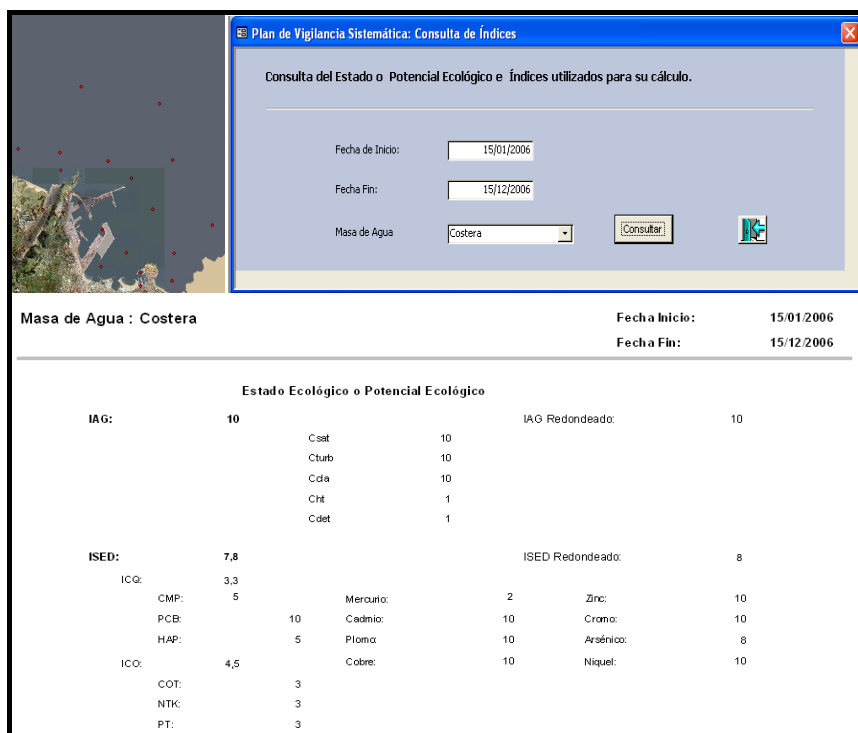 Plan de Vigilancia Sistemática: Consulta de Índices
Consulta del Estado o Potencial Ecológico e Índices utilizados para su cálculo.
Fecha de Inicio: 15/01/2006
Fecha Fin: 15/12/2006
Masa de Agua Costera Consultar
Masa de Agua : Costera Fecha Inicio: 15/01/2006
Fecha Fin: 15/12/2006
Estado Ecológico o Potencial Ecológico
IAG: 10 IAG Redondeado: 10
Csat 10
Cturb 10
Ccla 10
Cht 1
Cdet 1
ISED: 7,8 ISED Redondeado: 8
ICQ: 3,3
CMP: 5 Mercurio: 2 Zinc: 10
PCB: 10 Cadmio: 10 Cromo: 10
HAP: 5 Plomo: 10 Arsénico: 8
ICO: 4,5 Cobre: 10 Niquel: 10
COT: 3
NTK: 3
PT: 3